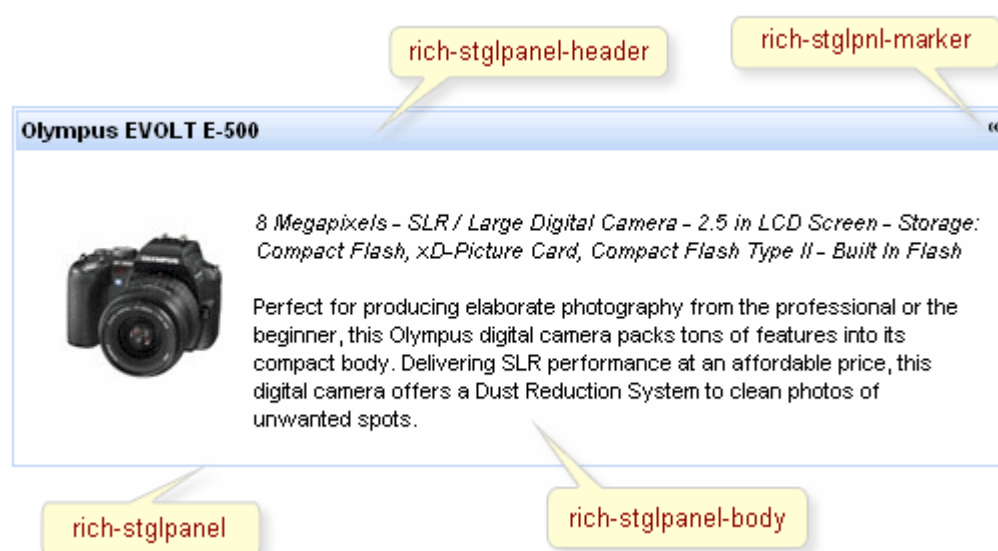 rich-stglpanel-header
rich-stglpnl-marker
Olympus EVOLT E-500
«
OLYMPUS
8 Megapixels - SLR / Large Digital Camera - 2.5 in LCD Screen - Storage:
Compact Flash, xD-Picture Card, Compact Flash Type II - Built In Flash
Perfect for producing elaborate photography from the professional or the
beginner, this Olympus digital camera packs tons of features into its
compact body. Delivering SLR performance at an affordable price, this
digital camera offers a Dust Reduction System to clean photos of
unwanted spots.
rich-stglpanel
rich-stglpanel-body